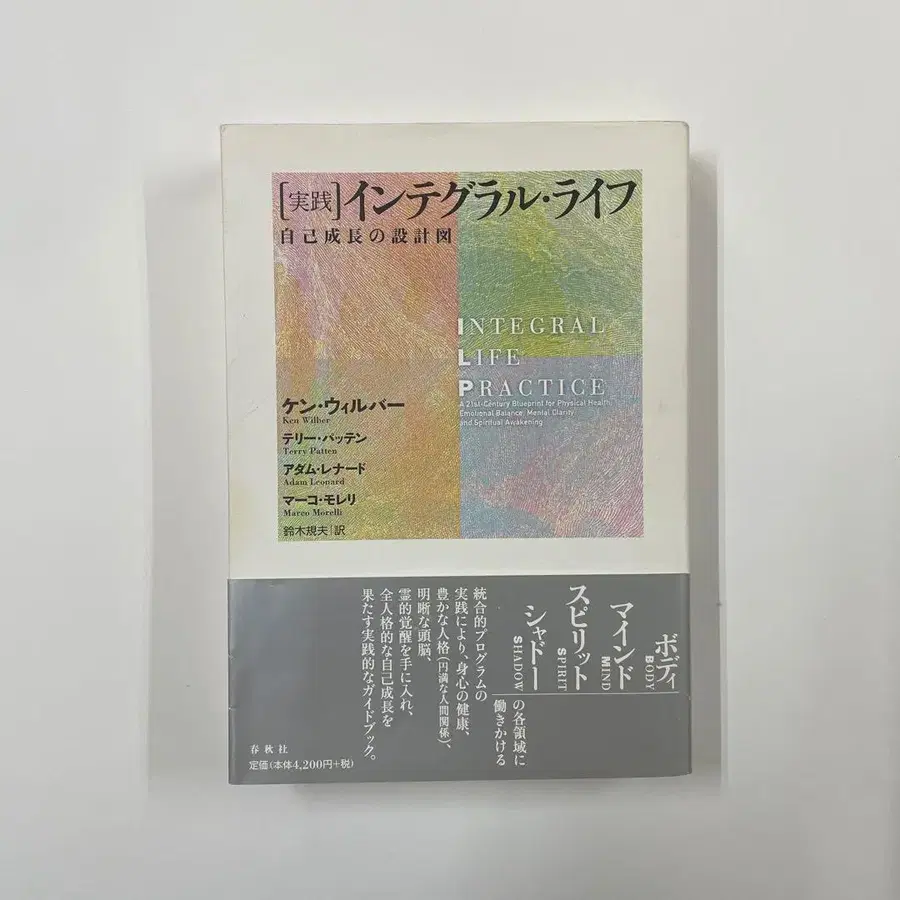 [実践]インテグラル・ライフ
自己成長の設計図
INTEGRAL
LIFE
PRACTICE
A 21st-Century Blueprint for Physical Health,
Emotional Balance, Mental Clarity
and Spiritual Awakening
ケン・ウィルバー
Ken Wilber
テリー・パッテン
Terry Patten
アダム・レナード
Adam Leonard
マーコ・モレリ
Marco Morelli
鈴木規夫|訳
ボディ
BODY
マインド
MIND
スピリット
SPIRIT
シャドー
SHADOW
の各領域に
働きかける
統合的プログラムの
実践により、身心の健康、
豊かな人格(円満な人間関係)、
明晰な頭脳、
霊的覚醒を手に入れ、
全人格的な自己成長を
果たす実践的なガイドブック。
春秋社
定価(本体4,200円+税)